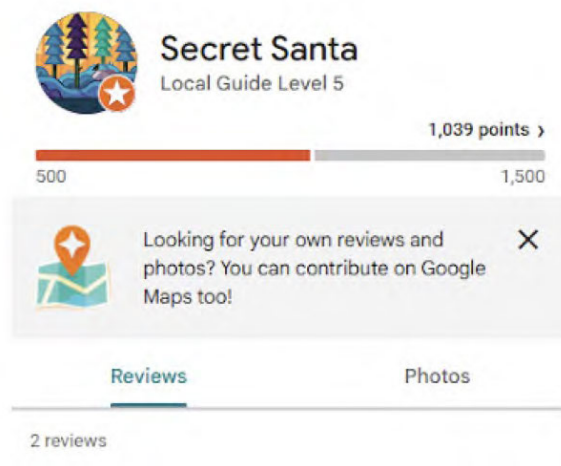 Secret Santa
Local Guide Level 5
1,039 points ›
500 1,500
Looking for your own reviews and
photos? You can contribute on Google
Maps too!
Reviews Photos
2 reviews